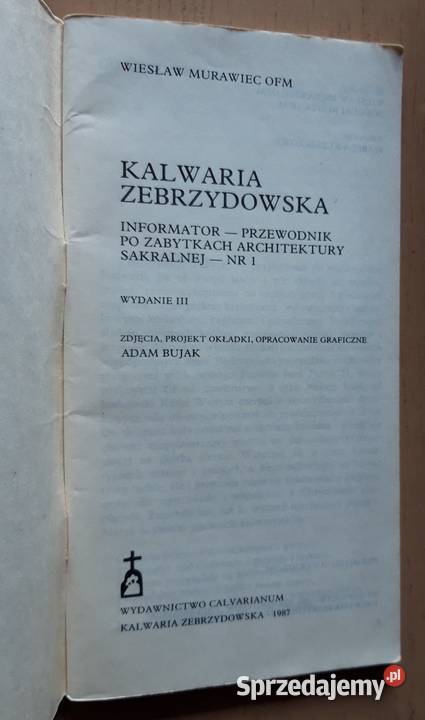 WIESŁAW MURAWIEC OFM
KALWARIA
ZEBRZYDOWSKA
INFORMATOR — PRZEWODNIK
PO ZABYTKACH ARCHITEKTURY
SAKRALNEJ — NR 1
WYDANIE III
ZDJĘCIA, PROJEKT OKŁADKI, OPRACOWANIE GRAFICZNE
ADAM BUJAK
WYDAWNICTWO CALVARIANUM
KALWARIA ZEBRZYDOWSKA · 1987
Sprzedajemy.pl